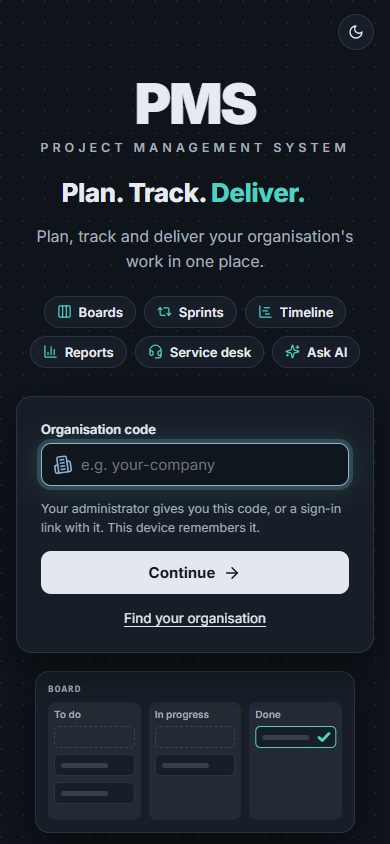 PMS
PROJECT MANAGEMENT SYSTEM
Plan. Track. Deliver.
Plan, track and deliver your organisation's
work in one place.
Boards Sprints Timeline
Reports Service desk Ask AI
Organisation code
e.g. your-company
Your administrator gives you this code, or a sign-in
link with it. This device remembers it.
Continue →
Find your organisation
BOARD
To do In progress Done